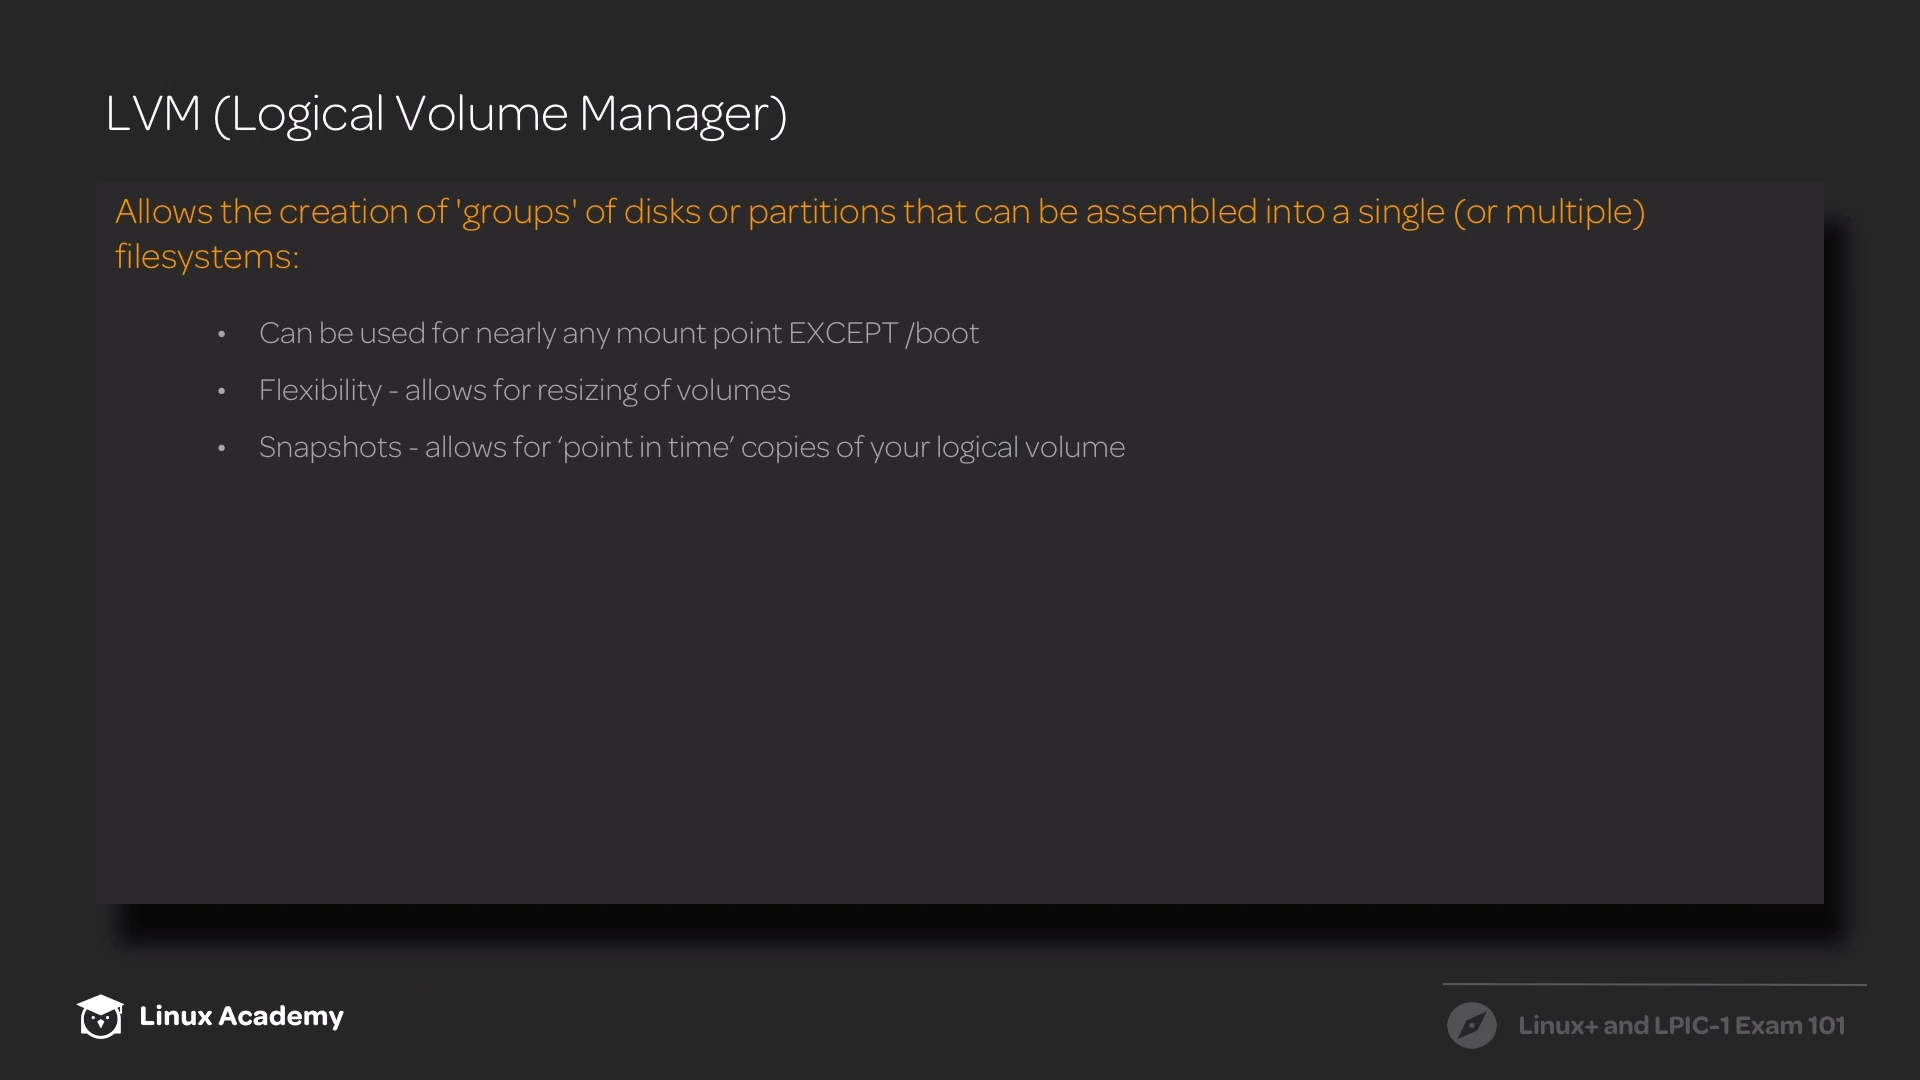 LVM (Logical Volume Manager)
Allows the creation of 'groups' of disks or partitions that can be assembled into a single (or multiple)
filesystems:
• Can be used for nearly any mount point EXCEPT /boot
• Flexibility - allows for resizing of volumes
• Snapshots - allows for ‘point in time’ copies of your logical volume
Linux Academy
Linux+ and LPIC-1 Exam 101